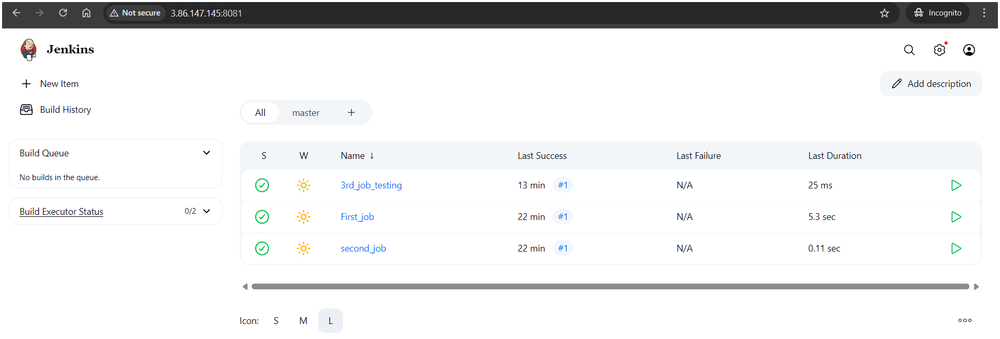 Not secure 3.86.147.145:8081 Incognito
Jenkins
New Item
Add description
Build History
All master +
Build Queue
No builds in the queue.
Build Executor Status 0/2
S W Name ↓ Last Success Last Failure Last Duration
3rd_job_testing 13 min #1 N/A 25 ms
First_job 22 min #1 N/A 5.3 sec
second_job 22 min #1 N/A 0.11 sec
Icon: S M L